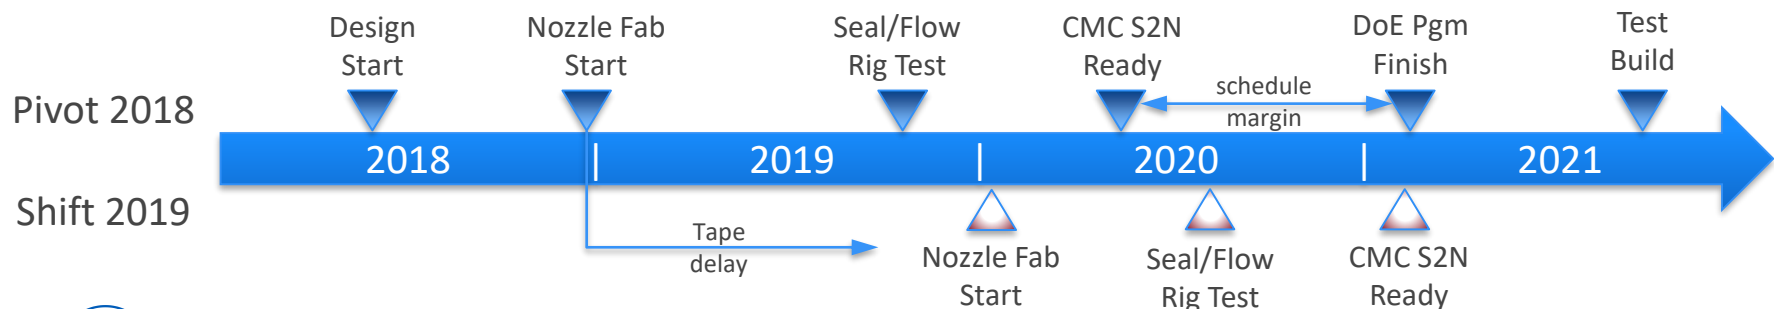 Design
Start
Nozzle Fab
Start
Seal/Flow
Rig Test
CMC S2N
Ready
DoE Pgm
Finish
Test
Build
schedule
margin
Pivot 2018
2018 | 2019 | 2020 | 2021
Shift 2019
Tape
delay
Nozzle Fab
Start
Seal/Flow
Rig Test
CMC S2N
Ready